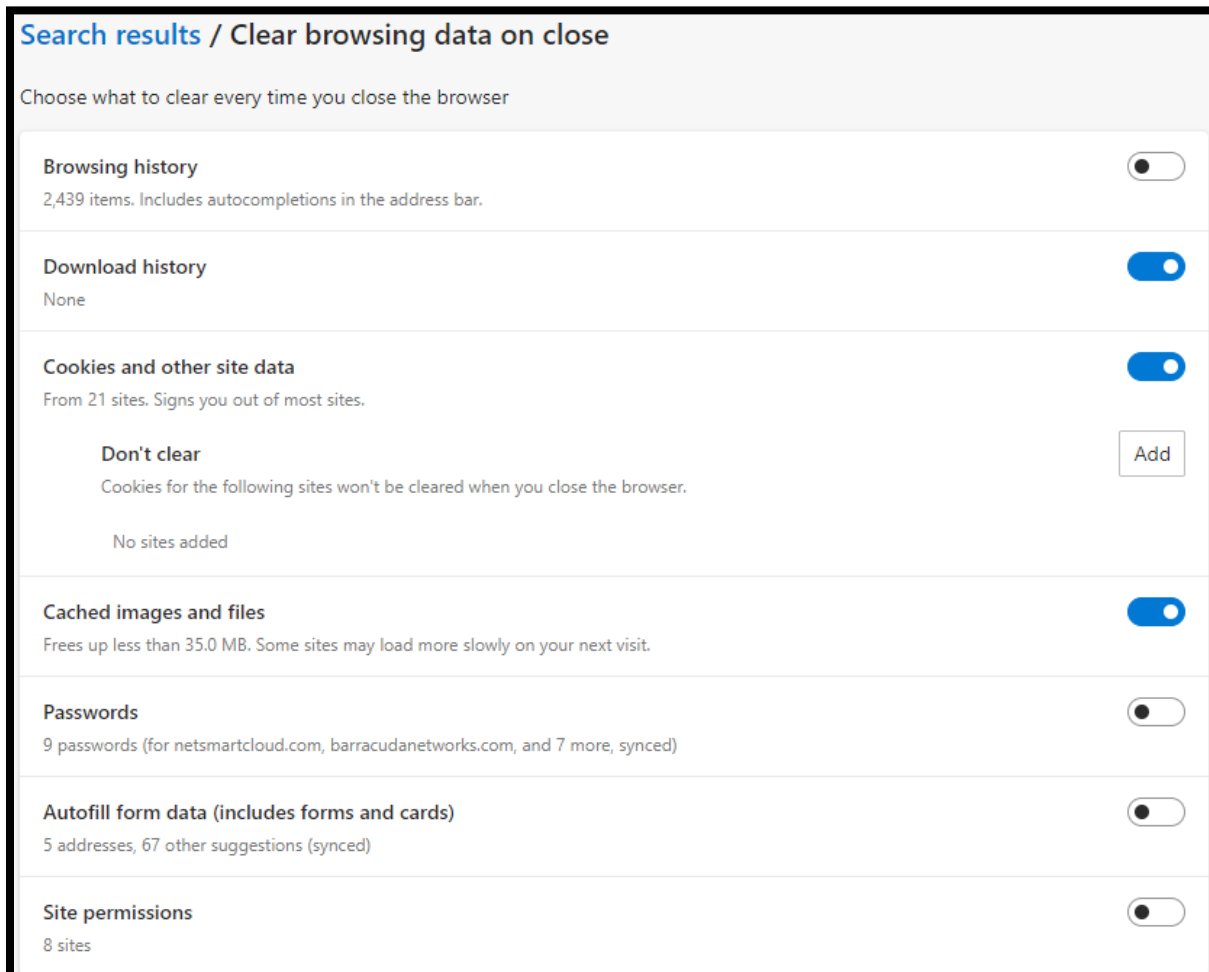 Search results / Clear browsing data on close
Choose what to clear every time you close the browser
Browsing history
2,439 items. Includes autocompletions in the address bar.
Download history
None
Cookies and other site data
From 21 sites. Signs you out of most sites.
Don't clear
Add
Cookies for the following sites won't be cleared when you close the browser.
No sites added
Cached images and files
Frees up less than 35.0 MB. Some sites may load more slowly on your next visit.
Passwords
9 passwords (for netsmartcloud.com, barracudanetworks.com, and 7 more, synced)
Autofill form data (includes forms and cards)
5 addresses, 67 other suggestions (synced)
Site permissions
8 sites